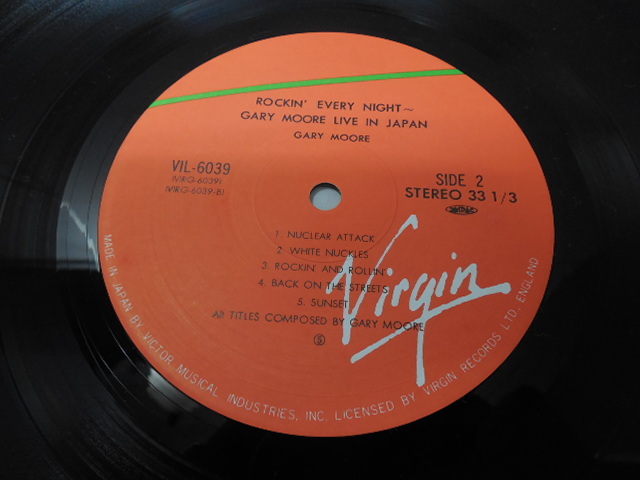 ROCKIN' EVERY NIGHT~
GARY MOORE LIVE IN JAPAN
GARY MOORE
VIL-6039
(VIRG-6039)
(VIRG-6039-B)
SIDE 2
STEREO 33 1/3
1. NUCLEAR ATTACK
2. WHITE NUCKLES
3. ROCKIN' AND ROLLIN'
4. BACK ON THE STREETS
5. SUNSET
All TITLES COMPOSED BY GARY MOORE
Ⓢ
Virgin
MADE IN JAPAN BY VICTOR MUSICAL INDUSTRIES, INC. LICENSED BY VIRGIN RECORDS LTD. ENGLAND